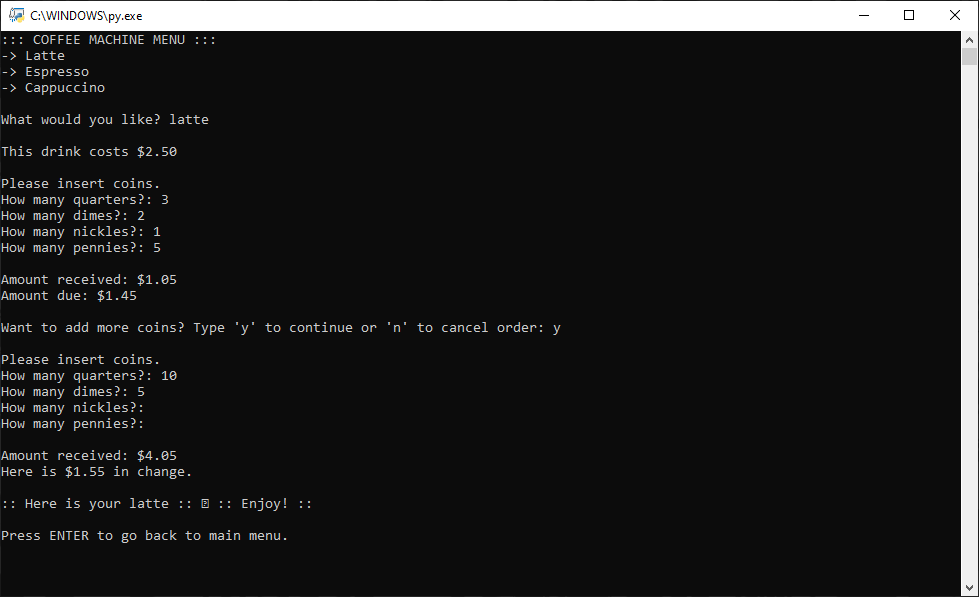 C:\WINDOWS\py.exe
::: COFFEE MACHINE MENU :::
-> Latte
-> Espresso
-> Cappuccino
What would you like? latte
This drink costs $2.50
Please insert coins.
How many quarters?: 3
How many dimes?: 2
How many nickles?: 1
How many pennies?: 5
Amount received: $1.05
Amount due: $1.45
Want to add more coins? Type 'y' to continue or 'n' to cancel order: y
Please insert coins.
How many quarters?: 10
How many dimes?: 5
How many nickles?:
How many pennies?:
Amount received: $4.05
Here is $1.55 in change.
:: Here is your latte :: :: Enjoy! ::
Press ENTER to go back to main menu.